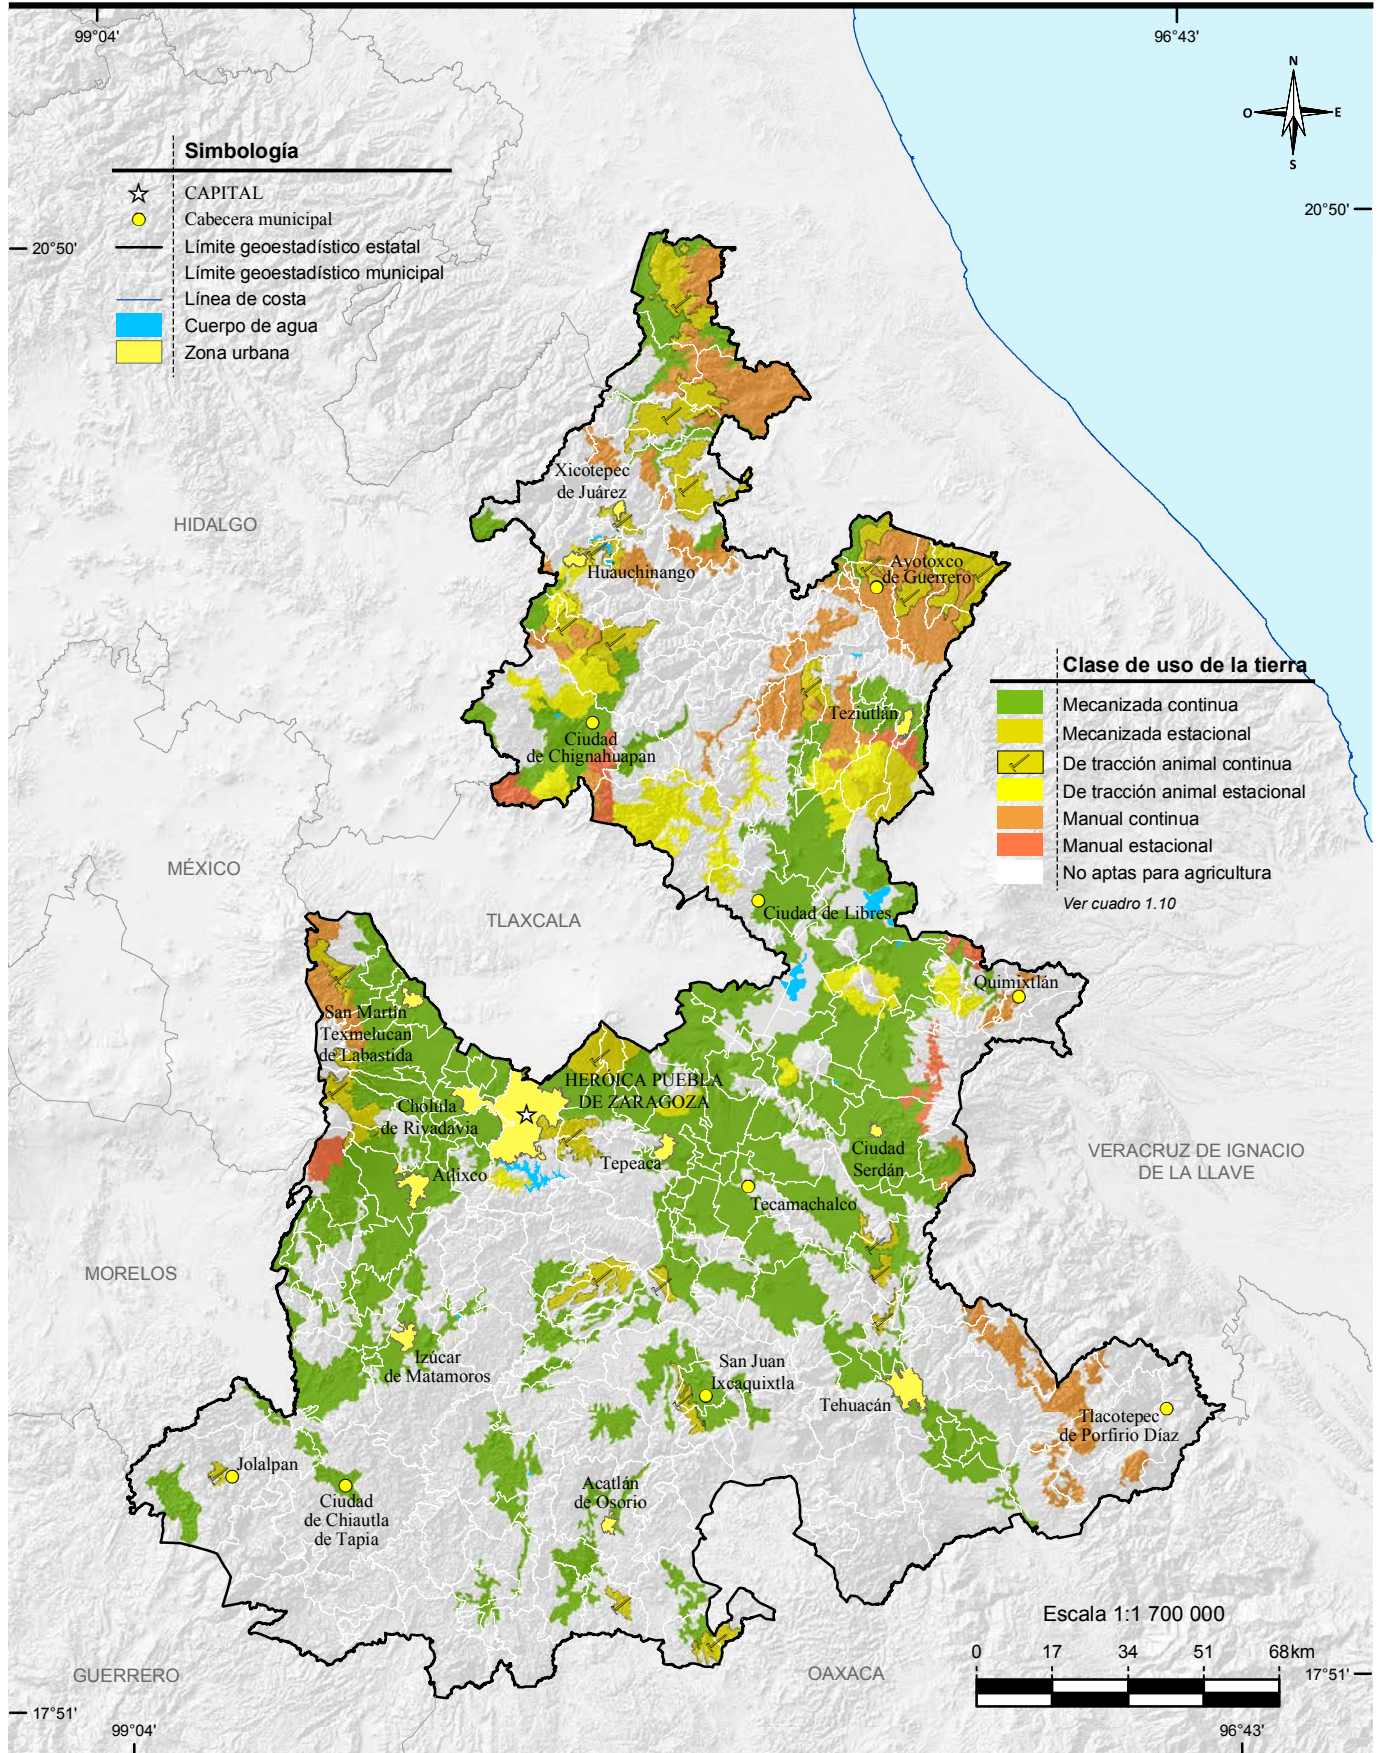 99°04'
96°43'
N
O
E
S
Simbología
CAPITAL
Cabecera municipal
Límite geoestadístico estatal
Límite geoestadístico municipal
Línea de costa
Cuerpo de agua
Zona urbana
20°50'
20°50'
Xicotepec
de Juárez
HIDALGO
Huauchinango
Ayotoxco
de Guerrero
Clase de uso de la tierra
Mecanizada continua
Mecanizada estacional
De tracción animal continua
De tracción animal estacional
Manual continua
Manual estacional
No aptas para agricultura
Ver cuadro 1.10
Teziutlán
Ciudad
de Chignahuapan
MÉXICO
TLAXCALA
Ciudad de Libres
Quimixtlán
San Martín
Texmelucan
de Labastida
HEROICA PUEBLA
DE ZARAGOZA
Cholula
de Rivadavia
Tepeaca
Ciudad
Serdán
VERACRUZ DE IGNACIO
DE LA LLAVE
Atlixco
Tecamachalco
MORELOS
Izúcar
de Matamoros
San Juan
Ixcaquixtla
Tehuacán
Tlacotepec
de Porfirio Díaz
Jolalpan
Ciudad
de Chiautla
de Tapia
Acatlán
de Osorio
Escala 1:1 700 000
0 17 34 51 68km
GUERRERO
OAXACA
17°51'
17°51'
99°04'
96°43'